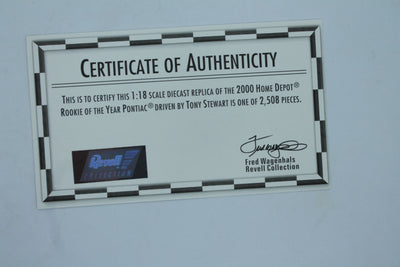 CERTIFICATE OF AUTHENTICITY
THIS IS TO CERTIFY THIS 1:18 SCALE DIECAST REPLICA OF THE 2000 HOME DEPOT®
ROOKIE OF THE YEAR PONTIAC® DRIVEN BY TONY STEWART IS ONE OF 2,508 PIECES.
Revell
COLLECTION
Fred Wagenhals
Revell Collection